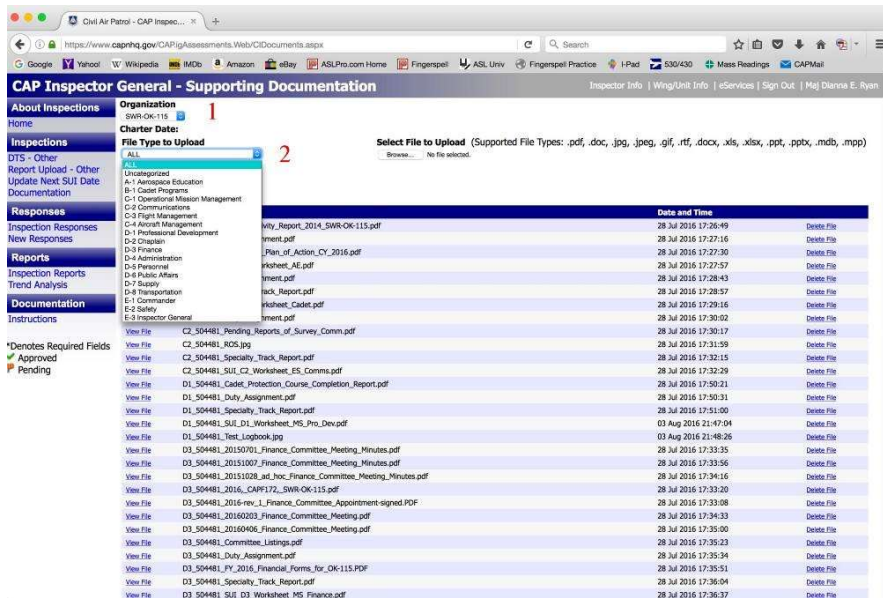 Civil Air Patrol - CAP Inspec... × +
https://www.capnhq.gov/CAP.igAssessments.Web/CIDocuments.aspx
Search
Google Yahoo! Wikipedia IMDb Amazon eBay ASLPro.com Home Fingerspell ASL Univ Fingerspell Practice I-Pad 530/430 Mass Readings CAPMail
CAP Inspector General - Supporting Documentation
Inspector Info | Wing/Unit Info | eServices | Sign Out | Maj Dianna E. Ryan
About Inspections
Home
Inspections
DTS - Other
Report Upload - Other
Update Next SUI Date
Documentation
Responses
Inspection Responses
New Responses
Reports
Inspection Reports
Trend Analysis
Documentation
Instructions
*Denotes Required Fields
Approved
Pending
Organization
1
SWR-OK-115
Charter Date:
File Type to Upload
ALL
2
Select File to Upload (Supported File Types: .pdf, .doc, .jpg, .jpeg, .gif, .rtf, .docx, .xls, .xlsx, .ppt, .pptx, .mdb, .mpp)
Browse... No file selected.
ALL
Uncategorized
A-1 Aerospace Education
B-1 Cadet Programs
C-1 Operational Mission Management
C-2 Communications
C-3 Flight Management
C-4 Aircraft Management
D-1 Professional Development
D-2 Chaplain
D-3 Finance
D-4 Administration
D-5 Personnel
D-6 Public Affairs
D-7 Supply
D-8 Transportation
E-1 Commander
E-2 Safety
E-3 Inspector General
Date and Time
ivity_Report_2014_SWR-OK-115.pdf 28 Jul 2016 17:26:49 Delete File
nment.pdf 28 Jul 2016 17:27:16 Delete File
_Plan_of_Action_CY_2016.pdf 28 Jul 2016 17:27:30 Delete File
rksheet_AE.pdf 28 Jul 2016 17:27:57 Delete File
nment.pdf 28 Jul 2016 17:28:43 Delete File
rack_Report.pdf 28 Jul 2016 17:28:57 Delete File
rksheet_Cadet.pdf 28 Jul 2016 17:29:16 Delete File
nment.pdf 28 Jul 2016 17:30:02 Delete File
View File C2_504481_Pending_Reports_of_Survey_Comm.pdf 28 Jul 2016 17:30:17 Delete File
View File C2_504481_ROS.jpg 28 Jul 2016 17:31:59 Delete File
View File C2_504481_Specialty_Track_Report.pdf 28 Jul 2016 17:32:15 Delete File
View File C2_504481_SUI_C2_Worksheet_ES_Comms.pdf 28 Jul 2016 17:32:29 Delete File
View File D1_504481_Cadet_Protection_Course_Completion_Report.pdf 28 Jul 2016 17:50:21 Delete File
View File D1_504481_Duty_Assignment.pdf 28 Jul 2016 17:50:31 Delete File
View File D1_504481_Specialty_Track_Report.pdf 28 Jul 2016 17:51:00 Delete File
View File D1_504481_SUI_D1_Worksheet_MS_Pro_Dev.pdf 03 Aug 2016 21:47:04 Delete File
View File D1_504481_Test_Logbook.jpg 03 Aug 2016 21:48:26 Delete File
View File D3_504481_20150701_Finance_Committee_Meeting_Minutes.pdf 28 Jul 2016 17:33:35 Delete File
View File D3_504481_20151007_Finance_Committee_Meeting_Minutes.pdf 28 Jul 2016 17:33:56 Delete File
View File D3_504481_20151028_ad_hoc_Finance_Committee_Meeting_Minutes.pdf 28 Jul 2016 17:34:16 Delete File
View File D3_504481_2016,_CAPF172,_SWR-OK-115.pdf 28 Jul 2016 17:33:20 Delete File
View File D3_504481_2016-rev_1_Finance_Committee_Appointment-signed.PDF 28 Jul 2016 17:33:08 Delete File
View File D3_504481_20160203_Finance_Committee_Meeting.pdf 28 Jul 2016 17:34:33 Delete File
View File D3_504481_20160406_Finance_Committee_Meeting.pdf 28 Jul 2016 17:35:00 Delete File
View File D3_504481_Committee_Listings.pdf 28 Jul 2016 17:35:23 Delete File
View File D3_504481_Duty_Assignment.pdf 28 Jul 2016 17:35:34 Delete File
View File D3_504481_FY_2016_Financial_Forms_for_OK-115.PDF 28 Jul 2016 17:35:51 Delete File
View File D3_504481_Specialty_Track_Report.pdf 28 Jul 2016 17:36:04 Delete File
View File D3_504481_SUI_D3_Worksheet_MS_Finance.pdf 28 Jul 2016 17:36:37 Delete File